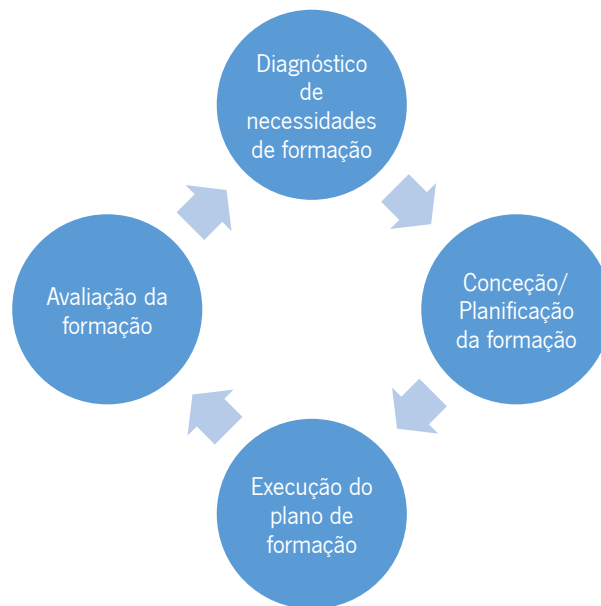 Diagnóstico
de
necessidades
de formação
Conceção/
Planificação
da formação
Execução do
plano de
formação
Avaliação da
formação